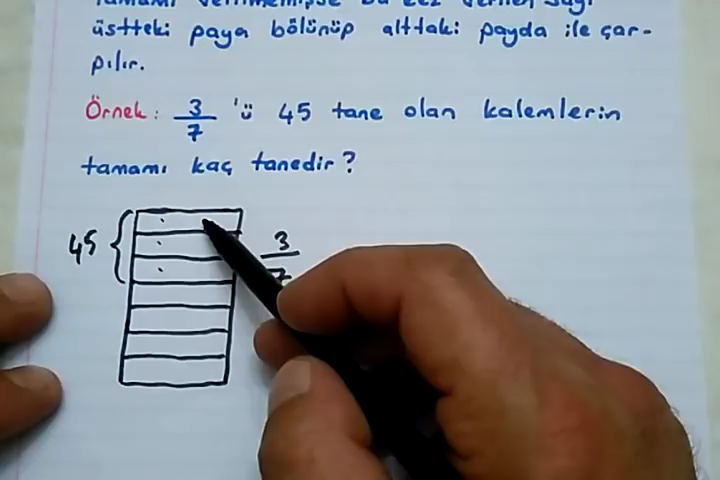 üstteki paya bölünüp alttaki payda ile çar-
pılır.
Örnek: 3/7 'ü 45 tane olan kalemlerin
tamamı kaç tanedir?
45
3/7